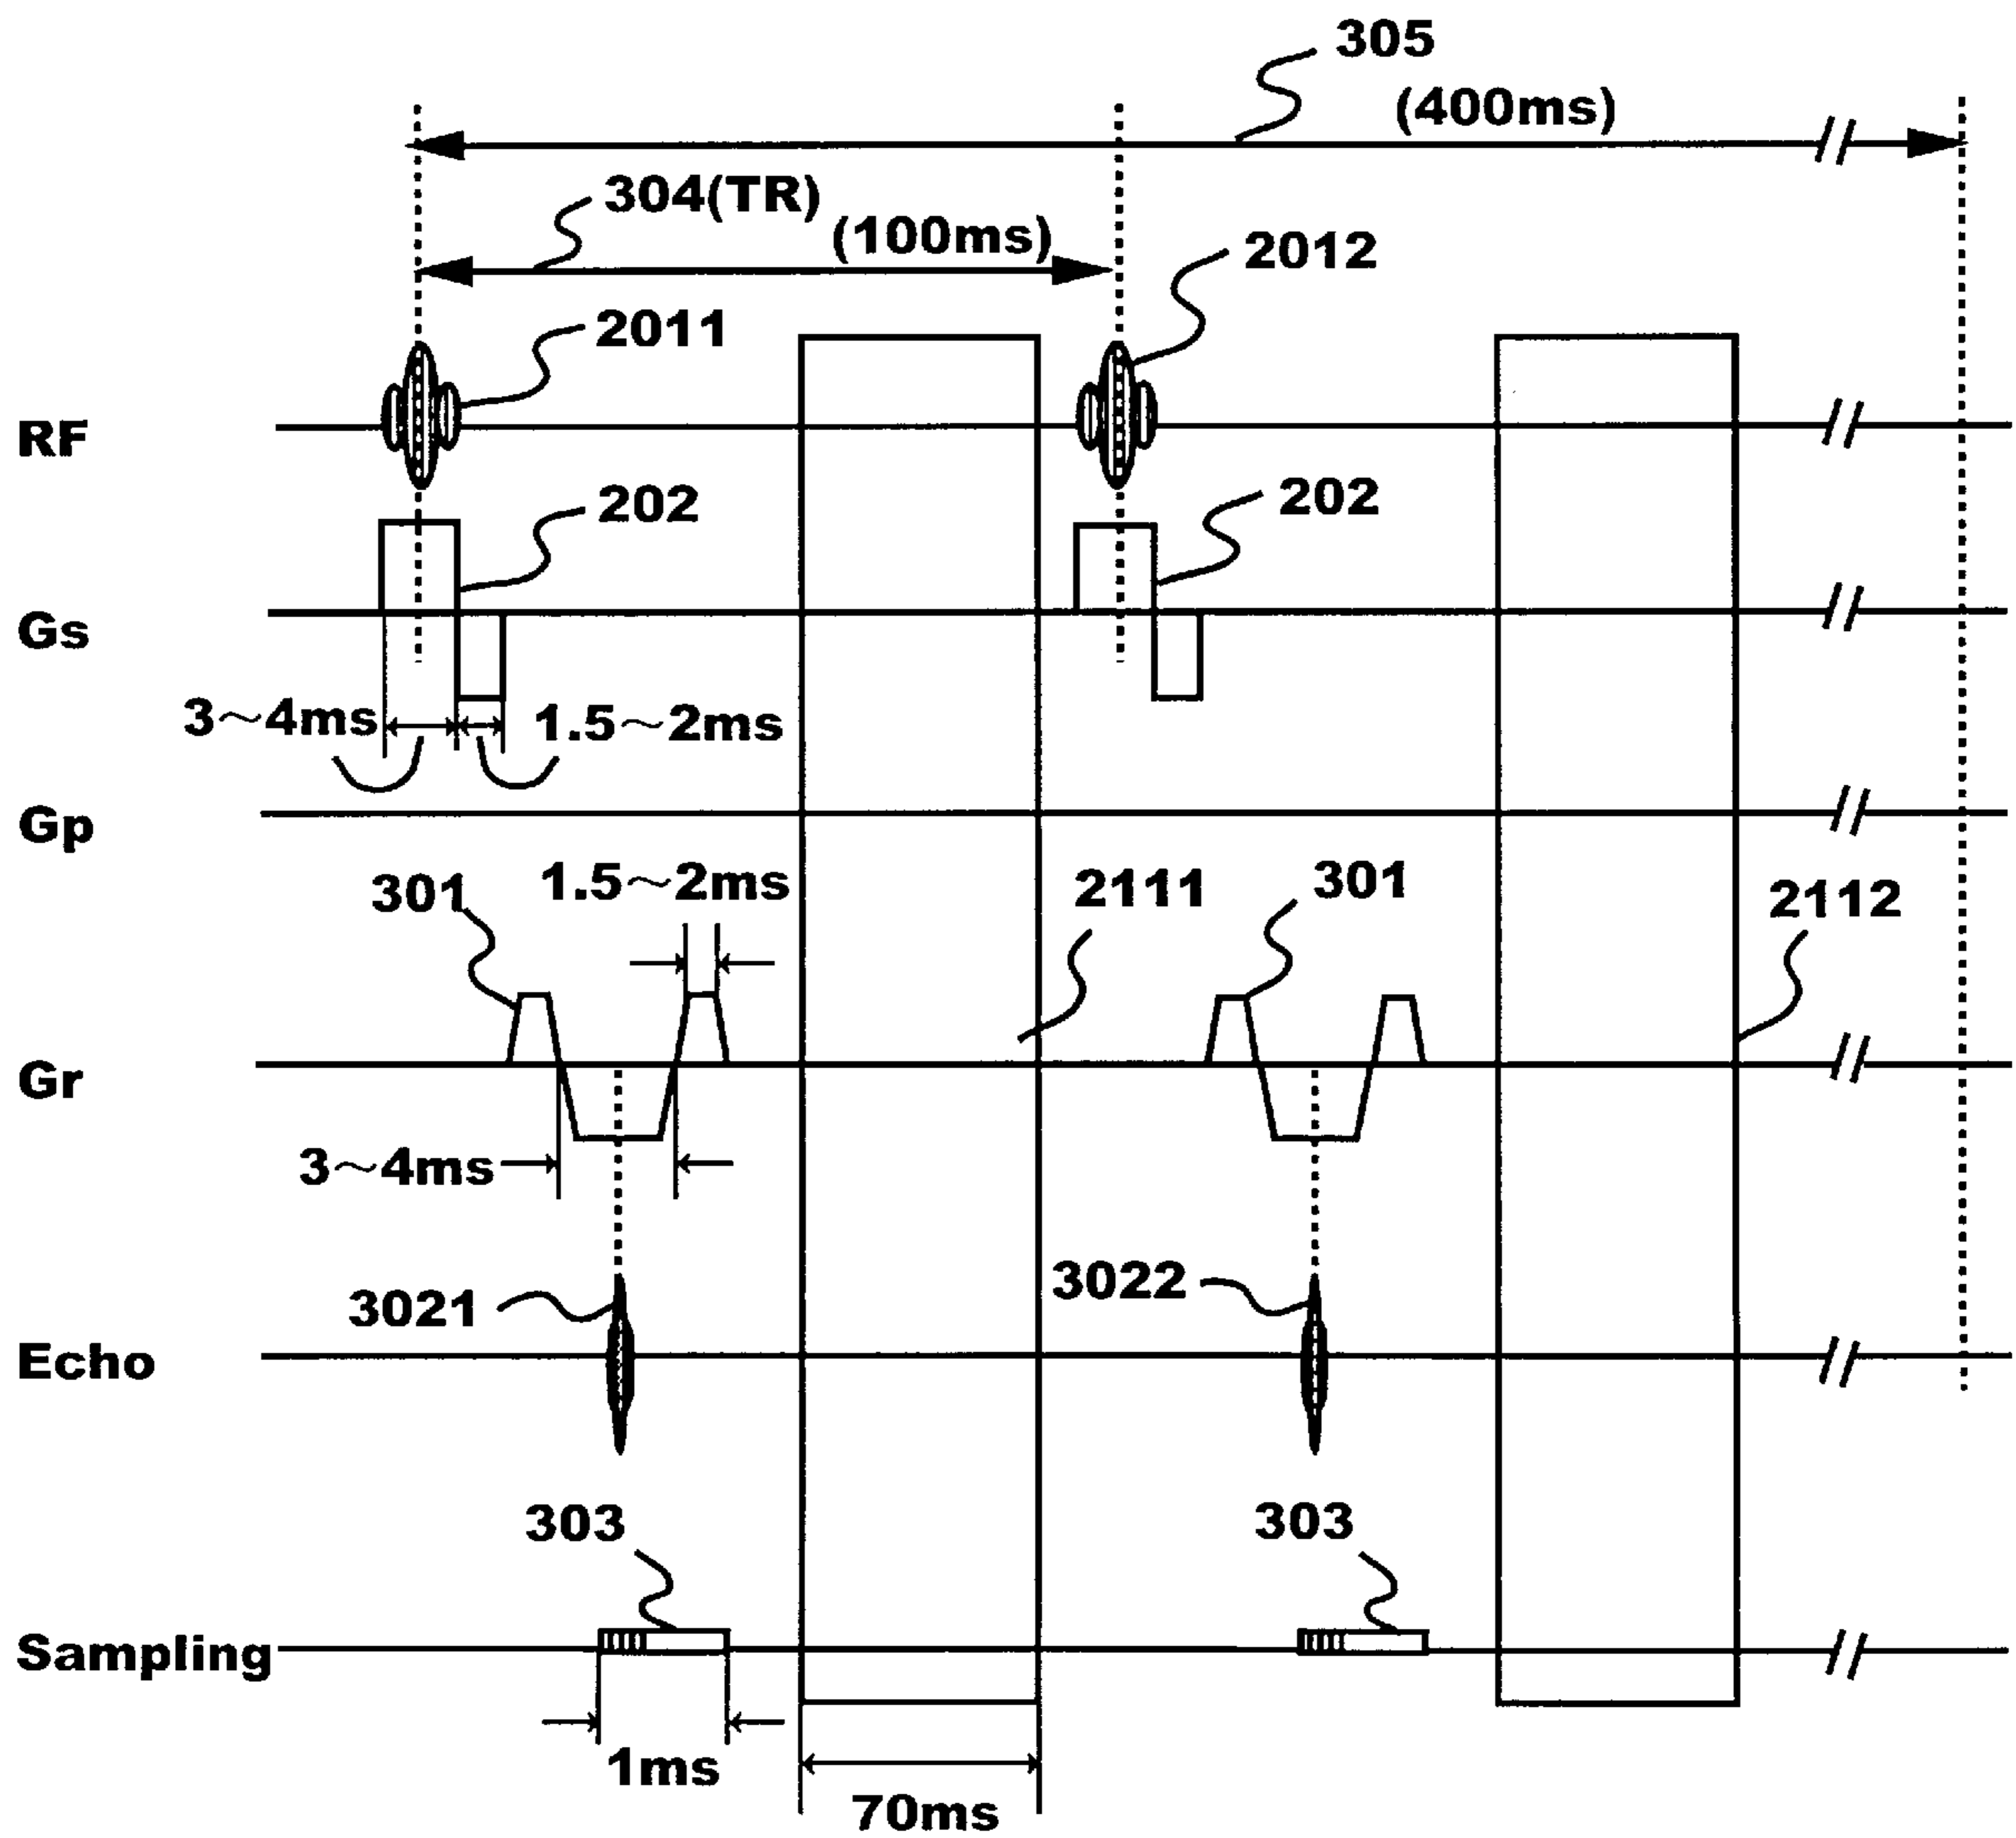 305
(400ms)
304(TR)
(100ms)
2012
2011
RF
202
202
Gs
3～4ms
1.5～2ms
Gp
301
1.5～2ms
2111
301
2112
Gr
3～4ms
3021
3022
Echo
303
303
Sampling
1ms
70ms